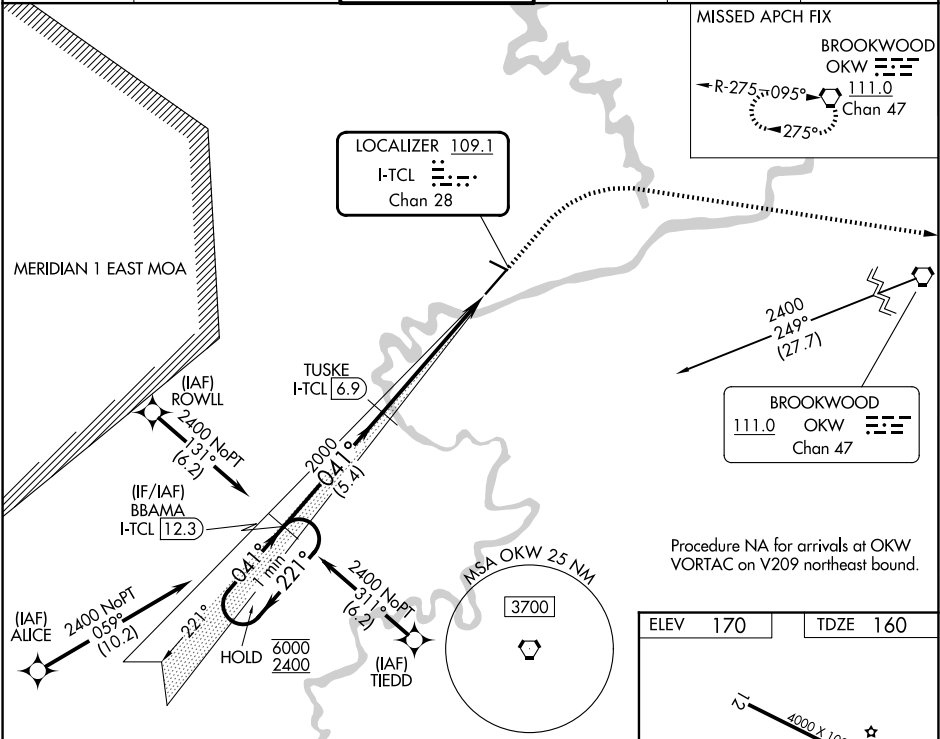 MISSED APCH FIX
BROOKWOOD
OKW
111.0
Chan 47
R-275
095°
275°
LOCALIZER 109.1
I-TCL
Chan 28
MERIDIAN 1 EAST MOA
2400
249°
(27.7)
TUSKE
I-TCL 6.9
(IAF)
ROWLL
2400 NoPT
131°
(6.2)
BROOKWOOD
111.0 OKW
Chan 47
2000
041°
(5.4)
(IF/IAF)
BBAMA
I-TCL 12.3
041°
1 min
221°
221°
HOLD 6000
2400
2400 NoPT
311°
(6.2)
(IAF)
TIEDD
(IAF)
ALICE
2400 NoPT
059°
(10.2)
MSA OKW 25 NM
3700
Procedure NA for arrivals at OKW
VORTAC on V209 northeast bound.
ELEV 170
TDZE 160
12
4000 X